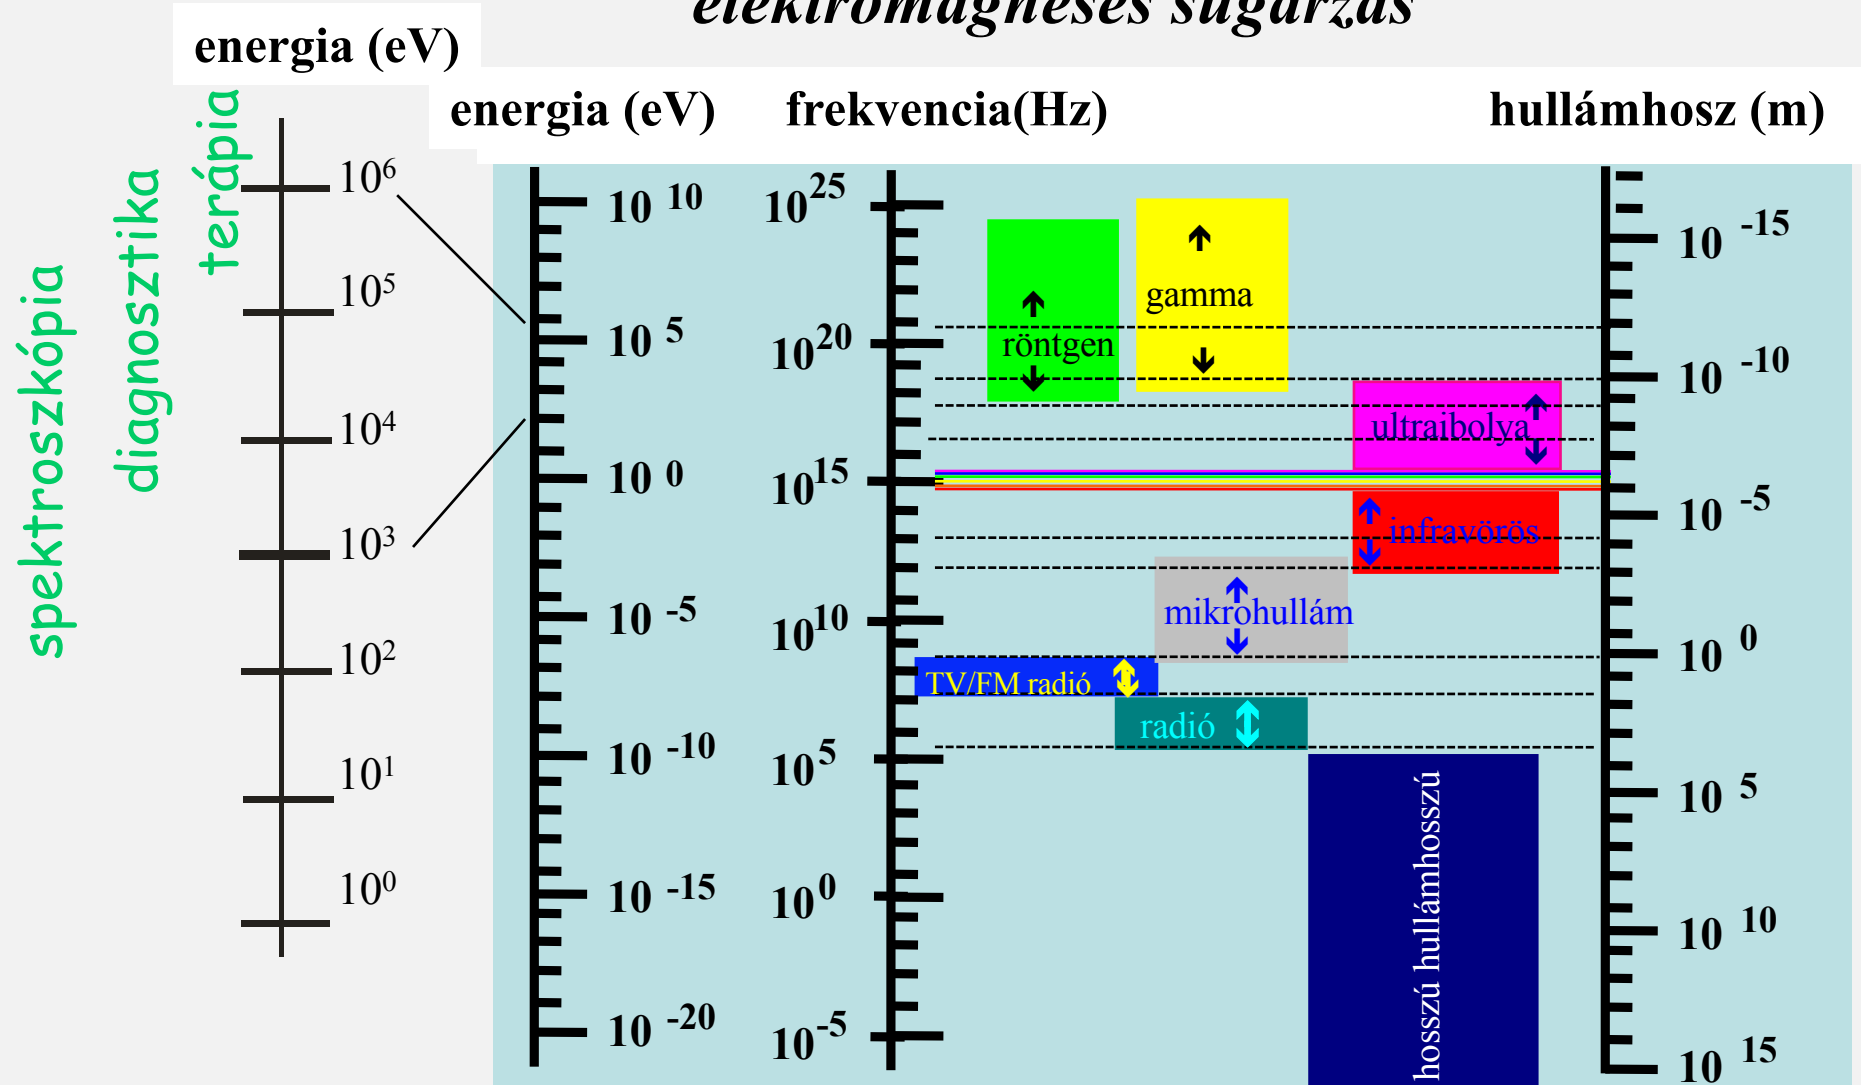 elektromágneses sugárzás
energia (eV)
energia (eV)
frekvencia(Hz)
hullámhosz (m)
spektroszkópia
diagnosztika
terápia
10⁶
10⁵
10⁴
10³
10²
10¹
10⁰
10 10
10 5
10 0
10 -5
10 -10
10 -15
10 -20
10²⁵
10²⁰
10¹⁵
10¹⁰
10⁵
10⁰
10⁻⁵
röntgen
gamma
ultraibolya
infravörös
mikrohullám
TV/FM radió
radió
hosszú hullámhosszú
10 -15
10 -10
10 -5
10 0
10 5
10 10
10 15